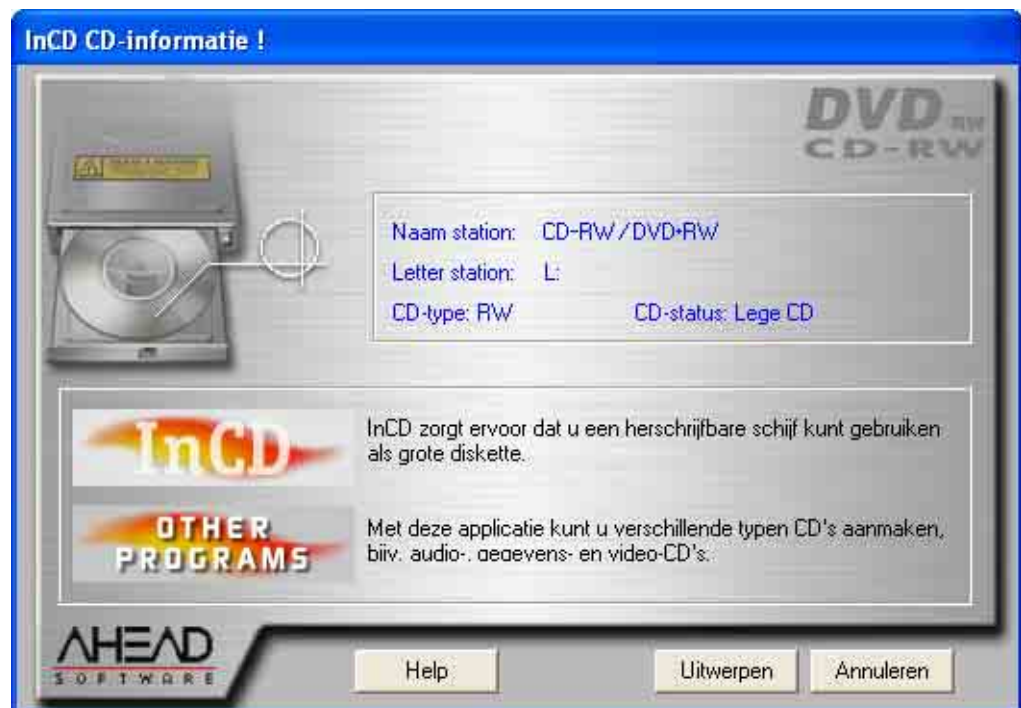 InCD CD-informatie !
DVD RW
CD-RW
Naam station: CD-RW/DVD+RW
Letter station: L:
CD-type: RW CD-status: Lege CD
InCD
InCD zorgt ervoor dat u een herschrijfbare schijf kunt gebruiken
als grote diskette.
OTHER
PROGRAMS
Met deze applicatie kunt u verschillende typen CD's aanmaken,
bijv. audio-, gegevens- en video-CD's.
AHEAD
SOFTWARE
Help
Uitwerpen
Annuleren